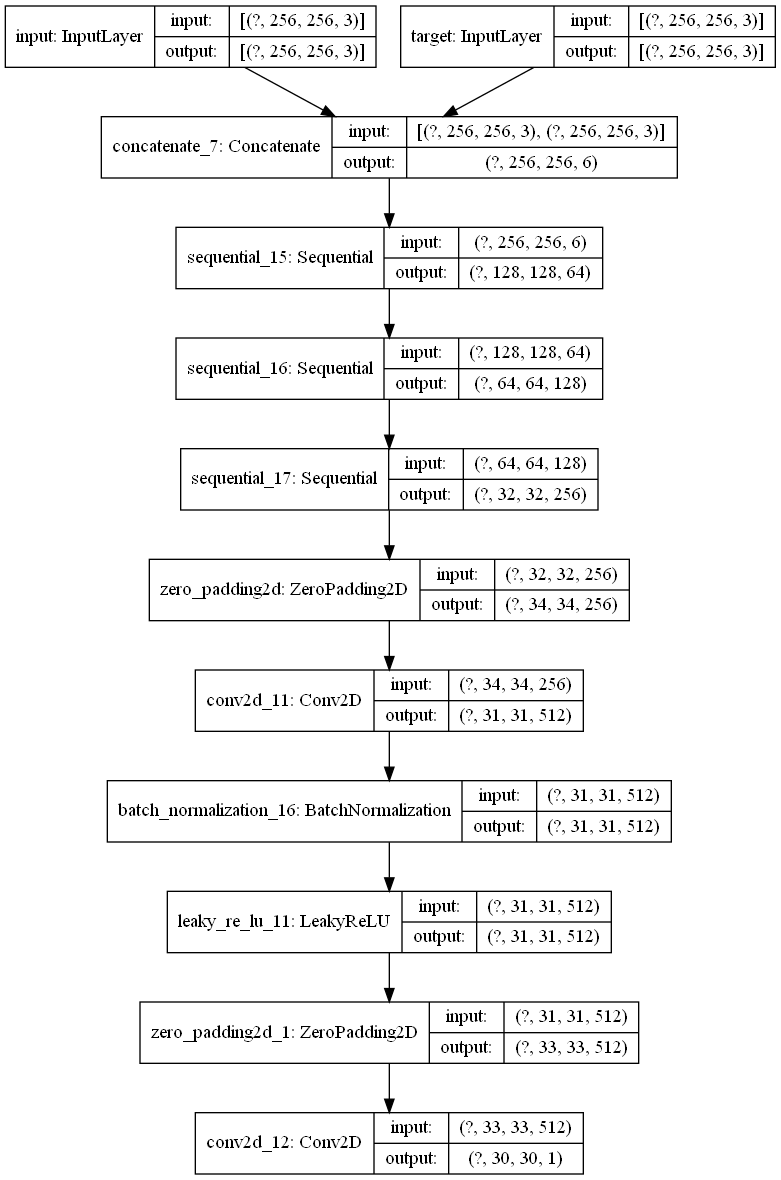 input: InputLayer
input: [(?, 256, 256, 3)]
output: [(?, 256, 256, 3)]
target: InputLayer
input: [(?, 256, 256, 3)]
output: [(?, 256, 256, 3)]
concatenate_7: Concatenate
input: [(?, 256, 256, 3), (?, 256, 256, 3)]
output: (?, 256, 256, 6)
sequential_15: Sequential
input: (?, 256, 256, 6)
output: (?, 128, 128, 64)
sequential_16: Sequential
input: (?, 128, 128, 64)
output: (?, 64, 64, 128)
sequential_17: Sequential
input: (?, 64, 64, 128)
output: (?, 32, 32, 256)
zero_padding2d: ZeroPadding2D
input: (?, 32, 32, 256)
output: (?, 34, 34, 256)
conv2d_11: Conv2D
input: (?, 34, 34, 256)
output: (?, 31, 31, 512)
batch_normalization_16: BatchNormalization
input: (?, 31, 31, 512)
output: (?, 31, 31, 512)
leaky_re_lu_11: LeakyReLU
input: (?, 31, 31, 512)
output: (?, 31, 31, 512)
zero_padding2d_1: ZeroPadding2D
input: (?, 31, 31, 512)
output: (?, 33, 33, 512)
conv2d_12: Conv2D
input: (?, 33, 33, 512)
output: (?, 30, 30, 1)